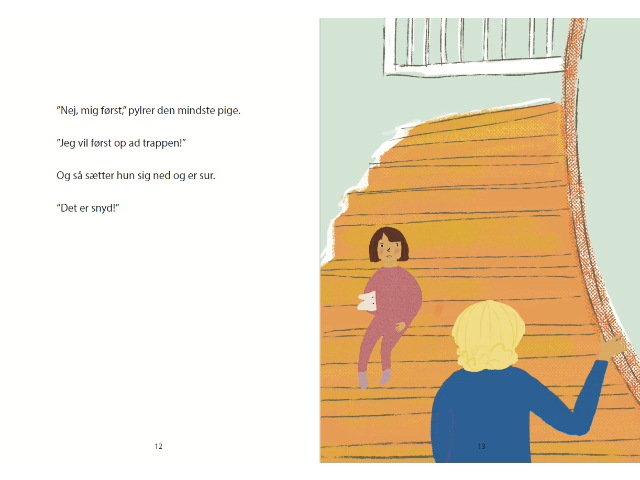 "Nej, mig først," pylrer den mindste pige.
"Jeg vil først op ad trappen!"
Og så sætter hun sig ned og er sur.
"Det er snyd!"
12
13